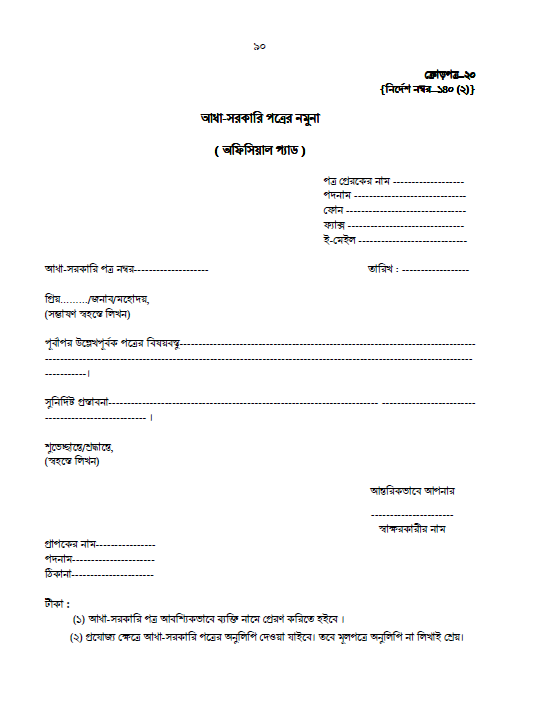 ৯০
ক্রোড়পত্র–২০
{নির্দেশ নম্বর–১৪০ (২)}
আধা-সরকারি পত্রের নমুনা
( অফিসিয়াল প্যাড )
পত্র প্রেরকের নাম -------------------
পদনাম ------------------------------
ফোন --------------------------------
ফ্যাক্স -------------------------------
ই-মেইল -----------------------------
আধা-সরকারি পত্র নম্বর--------------------
তারিখ : ------------------
প্রিয়………/জনাব/মহোদয়,
(সম্ভাষণ স্বহস্তে লিখন)
পূর্বাপর উল্লেখপূর্বক পত্রের বিষয়বস্তু--------------------------------------------------------------------------------
------------------------------------------------------------------------------------------------------------------
-----------।
সুনির্দিষ্ট প্রস্তাবনা------------------------------------------------------------------------ -------------------------
--------------------------- ।
শুভেচ্ছান্তে/শ্রদ্ধান্তে,
(স্বহস্তে লিখন)
আন্তরিকভাবে আপনার
----------------------
স্বাক্ষরকারীর নাম
প্রাপকের নাম----------------
পদনাম----------------------
ঠিকানা----------------------
টীকা :
(১) আধা-সরকারি পত্র আবশ্যিকভাবে ব্যক্তি নামে প্রেরণ করিতে হইবে ।
(২) প্রযোজ্য ক্ষেত্রে আধা-সরকারি পত্রের অনুলিপি দেওয়া যাইবে। তবে মূলপত্রে অনুলিপি না লিখাই শ্রেয়।